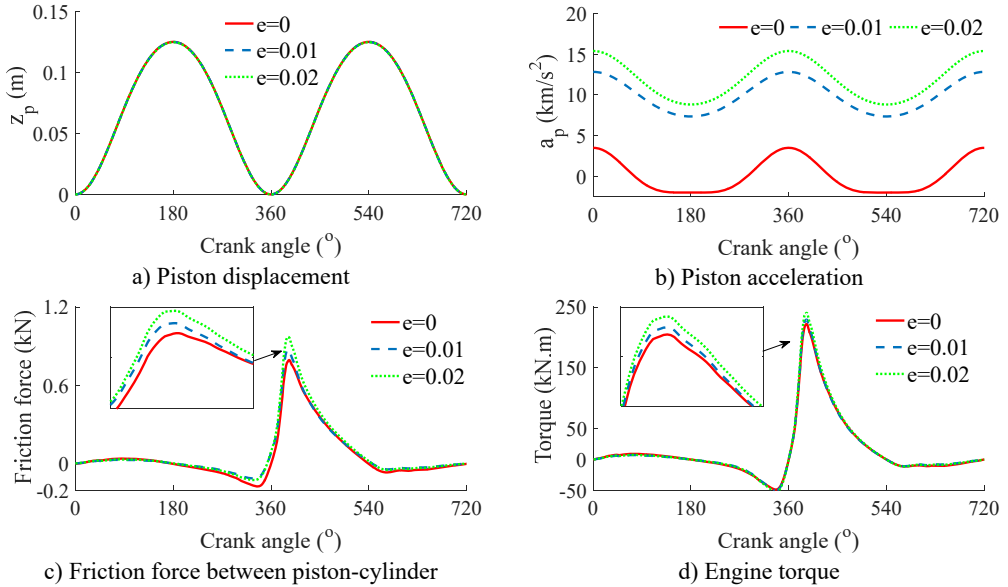 0.15
0.1
0.05
0
z_p (m)
e=0
e=0.01
e=0.02
0 180 360 540 720
Crank angle (°)
a) Piston displacement
20
15
10
5
0
a_p (km/s²)
e=0 e=0.01 e=0.02
0 180 360 540 720
Crank angle (°)
b) Piston acceleration
1.2
0.6
0
-0.2
Friction force (kN)
e=0
e=0.01
e=0.02
0 180 360 540 720
Crank angle (°)
c) Friction force between piston-cylinder
250
150
50
0
-50
Torque (kN.m)
e=0
e=0.01
e=0.02
0 180 360 540 720
Crank angle (°)
d) Engine torque